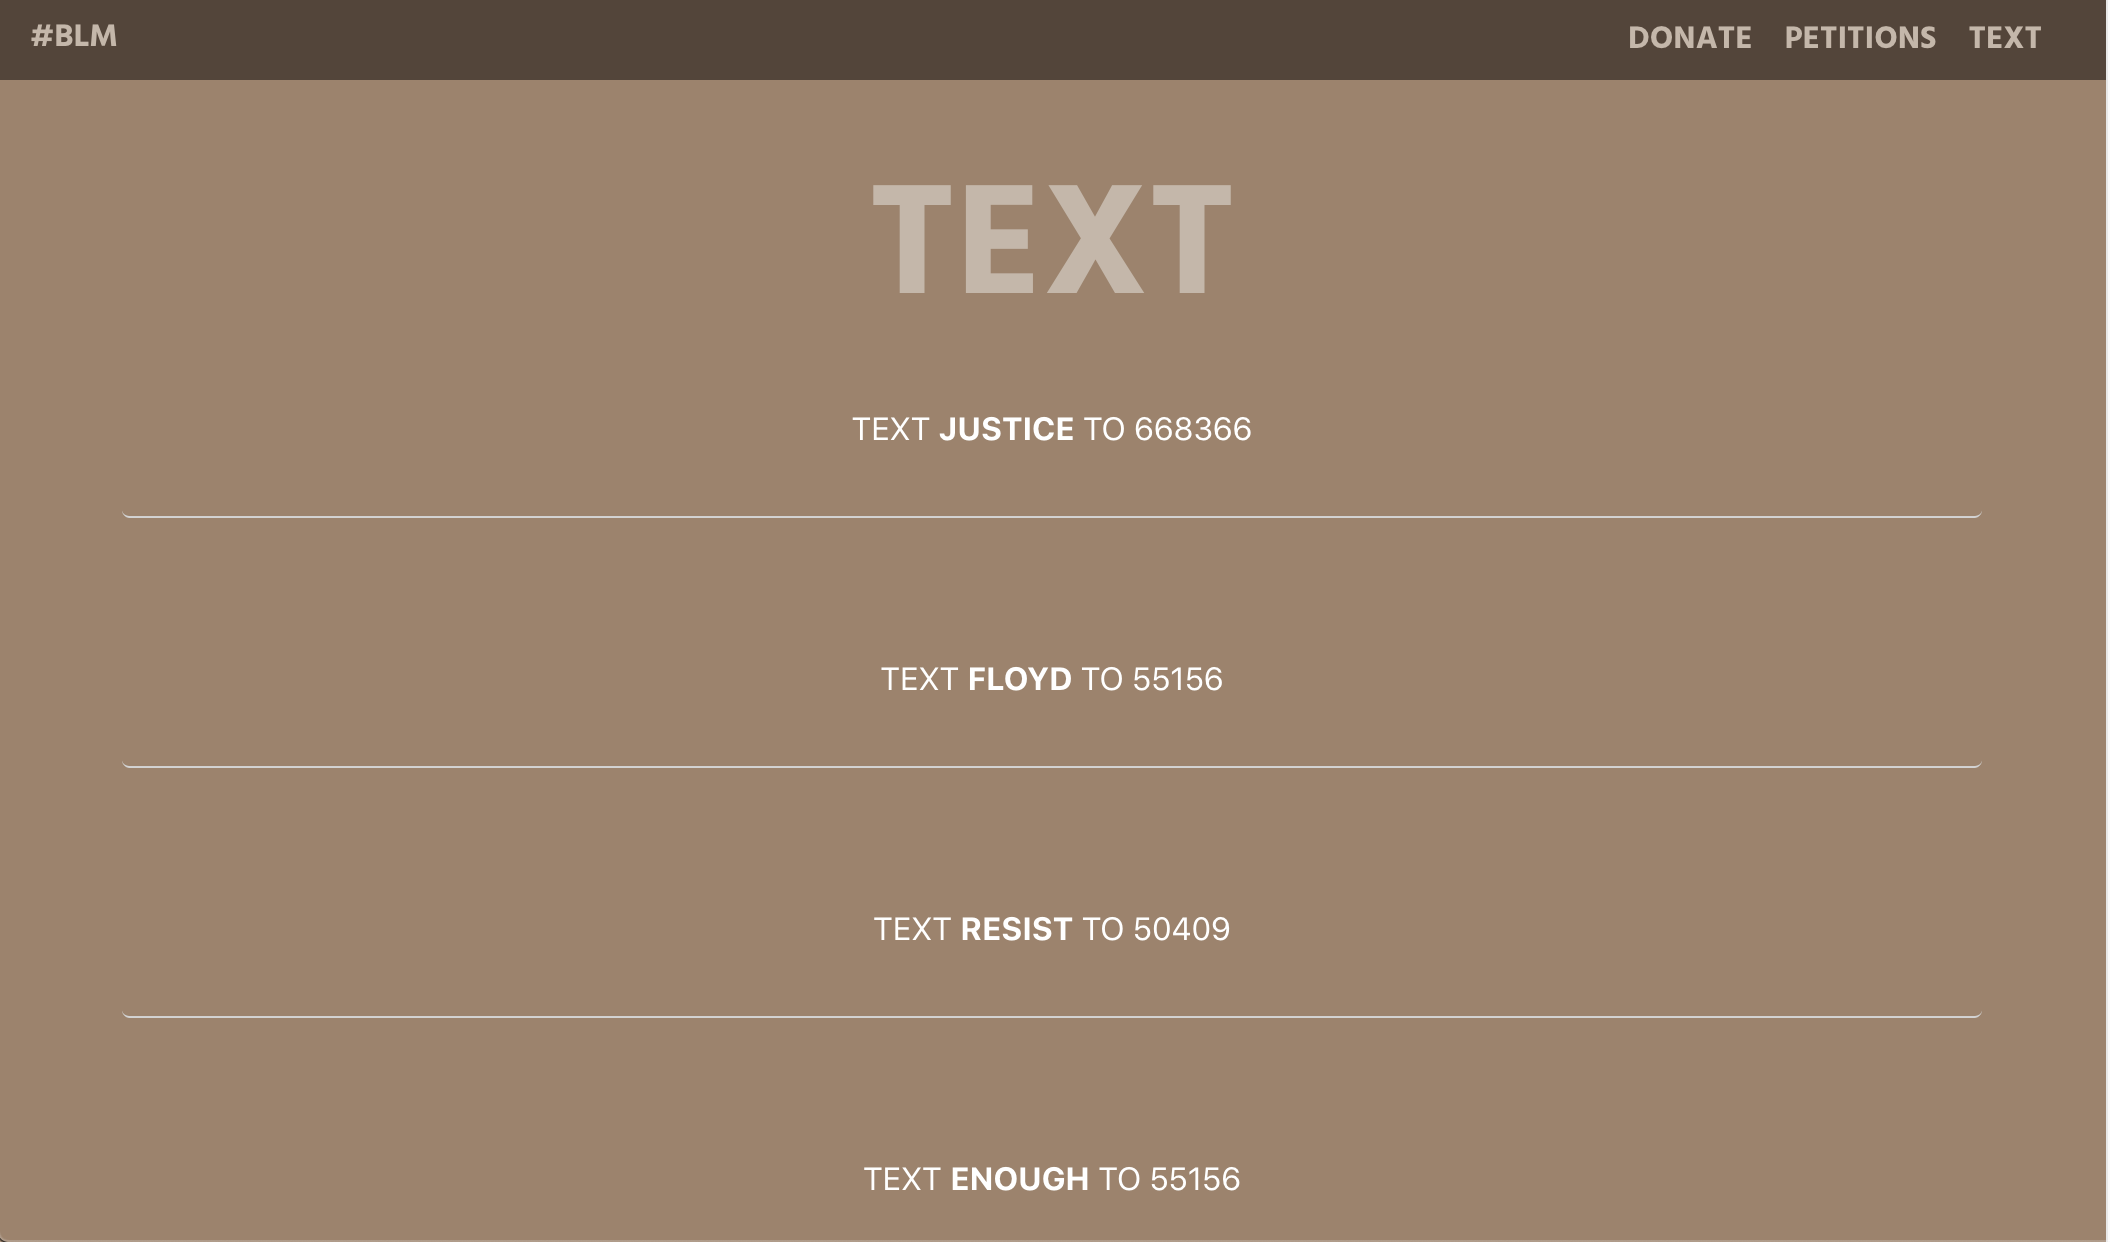 #BLM DONATE PETITIONS TEXT
TEXT
TEXT JUSTICE TO 668366
TEXT FLOYD TO 55156
TEXT RESIST TO 50409
TEXT ENOUGH TO 55156